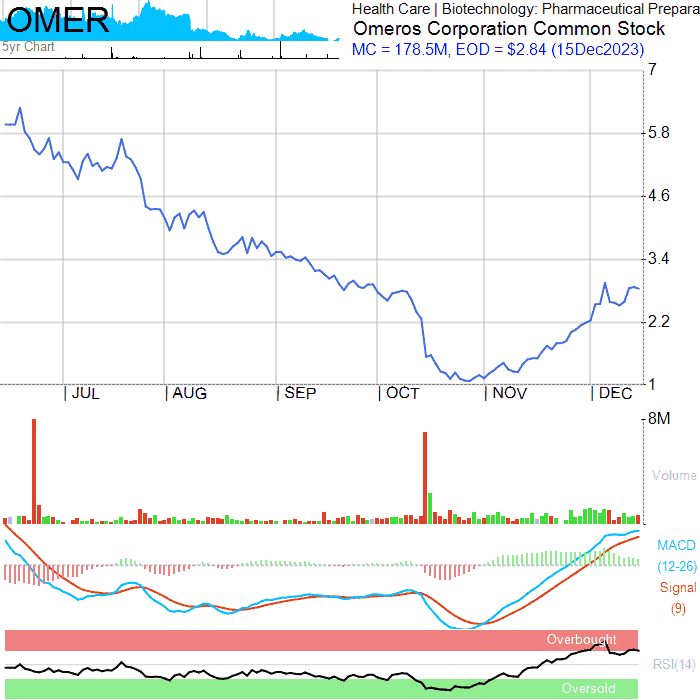 OMER
5yr Chart
Health Care | Biotechnology: Pharmaceutical Prepara
Omeros Corporation Common Stock
MC = 178.5M, EOD = $2.84 (15Dec2023)
7
5.8
4.6
3.4
2.2
1
JUL AUG SEP OCT NOV DEC
8M
Volume
MACD
(12-26)
Signal
(9)
Overbought
RSI(14)
Oversold